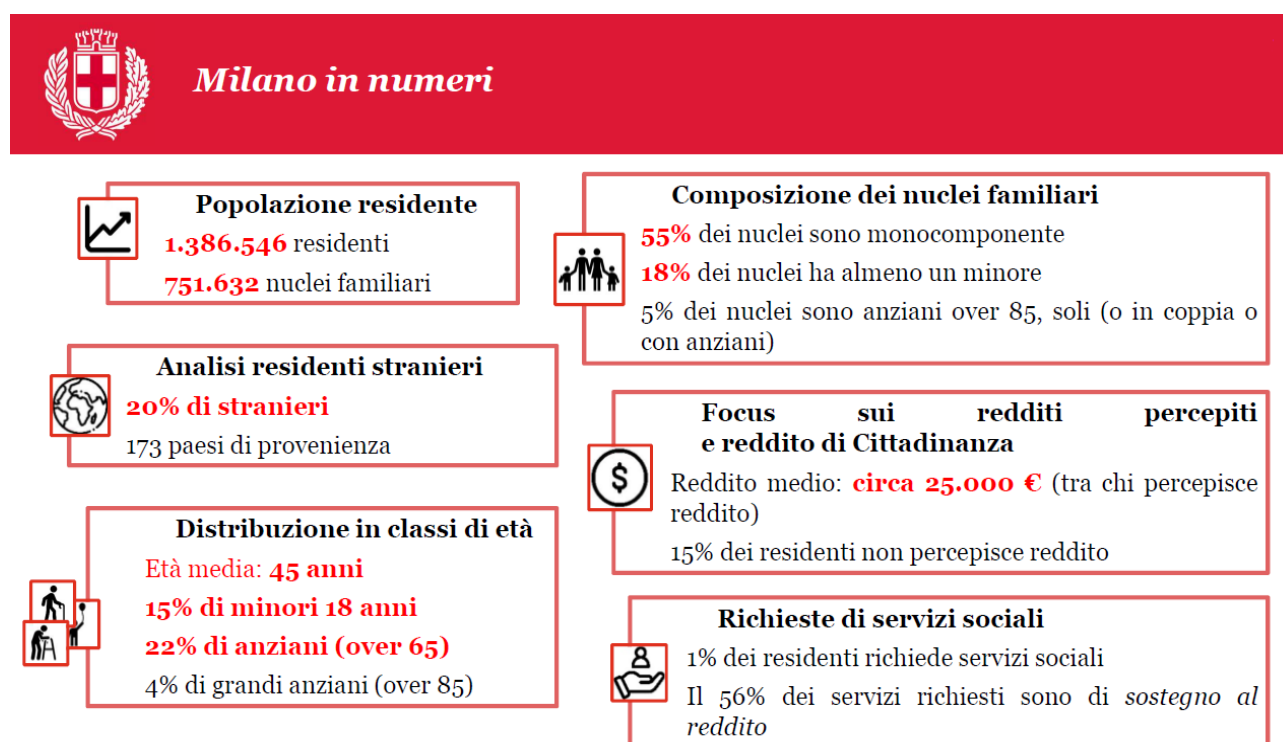 Milano in numeri
Popolazione residente
1.386.546 residenti
751.632 nuclei familiari
Analisi residenti stranieri
20% di stranieri
173 paesi di provenienza
Distribuzione in classi di età
Età media: 45 anni
15% di minori 18 anni
22% di anziani (over 65)
4% di grandi anziani (over 85)
Composizione dei nuclei familiari
55% dei nuclei sono monocomponente
18% dei nuclei ha almeno un minore
5% dei nuclei sono anziani over 85, soli (o in coppia o
con anziani)
Focus sui redditi percepiti
e reddito di Cittadinanza
$
Reddito medio: circa 25.000 € (tra chi percepisce
reddito)
15% dei residenti non percepisce reddito
Richieste di servizi sociali
1% dei residenti richiede servizi sociali
Il 56% dei servizi richiesti sono di sostegno al
reddito